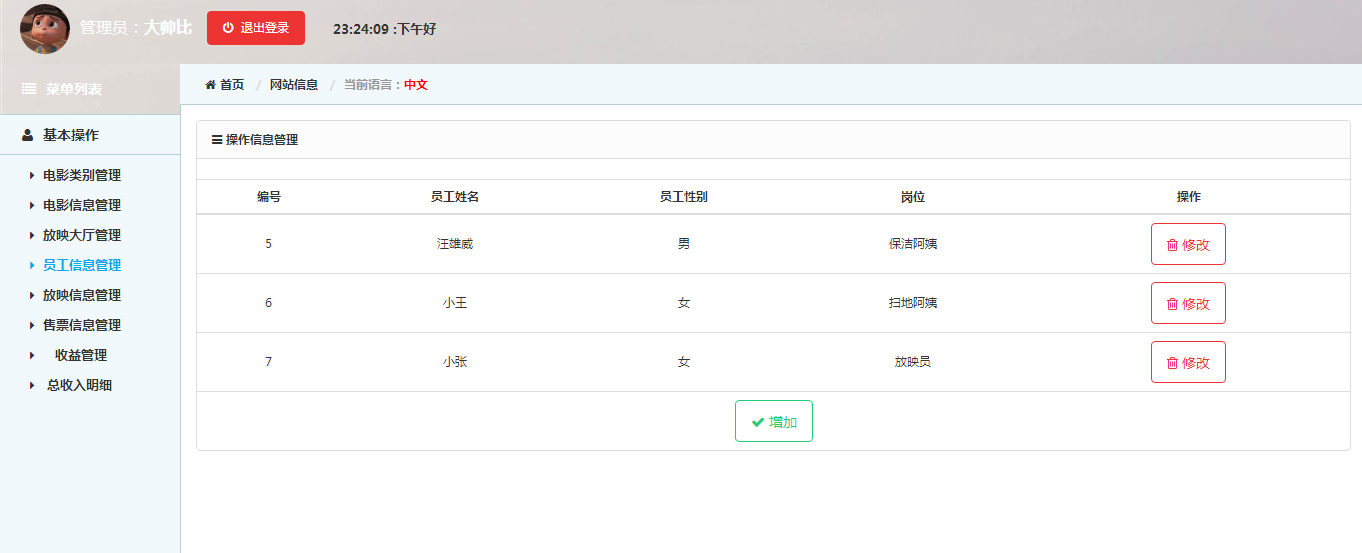 管理员：大帅比 退出登录 23:24:09 :下午好
菜单列表
首页 / 网站信息 / 当前语言：中文
基本操作
电影类别管理
电影信息管理
放映大厅管理
员工信息管理
放映信息管理
售票信息管理
收益管理
总收入明细
操作信息管理
编号 员工姓名 员工性别 岗位 操作
5 汪雄威 男 保洁阿姨 修改
6 小王 女 扫地阿姨 修改
7 小张 女 放映员 修改
增加